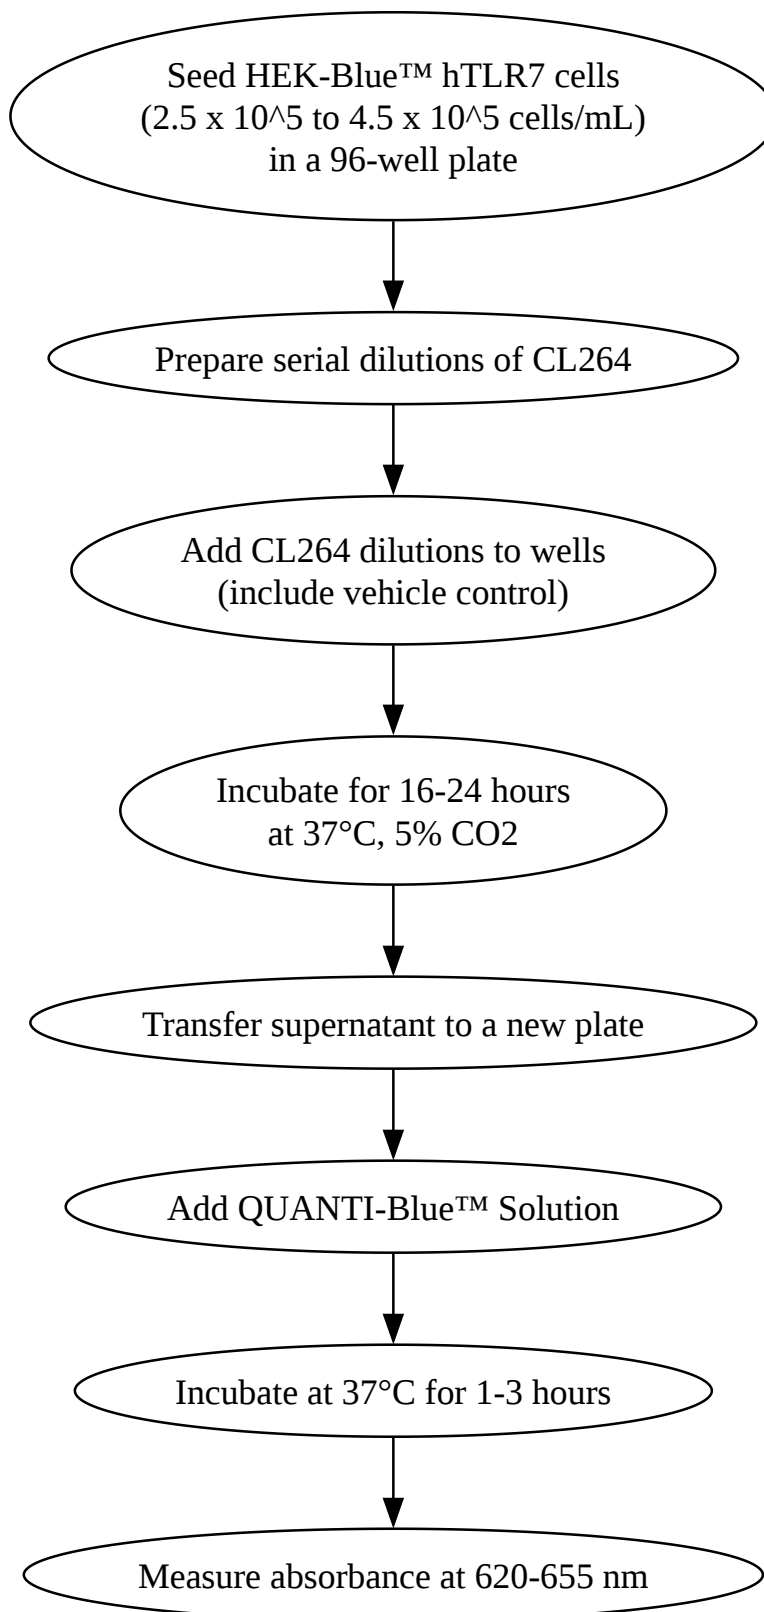 Seed HEK-Blue™ hTLR7 cells
(2.5 x 10^5 to 4.5 x 10^5 cells/mL)
in a 96-well plate
Prepare serial dilutions of CL264
Add CL264 dilutions to wells
(include vehicle control)
Incubate for 16-24 hours
at 37°C, 5% CO2
Transfer supernatant to a new plate
Add QUANTI-Blue™ Solution
Incubate at 37°C for 1-3 hours
Measure absorbance at 620-655 nm